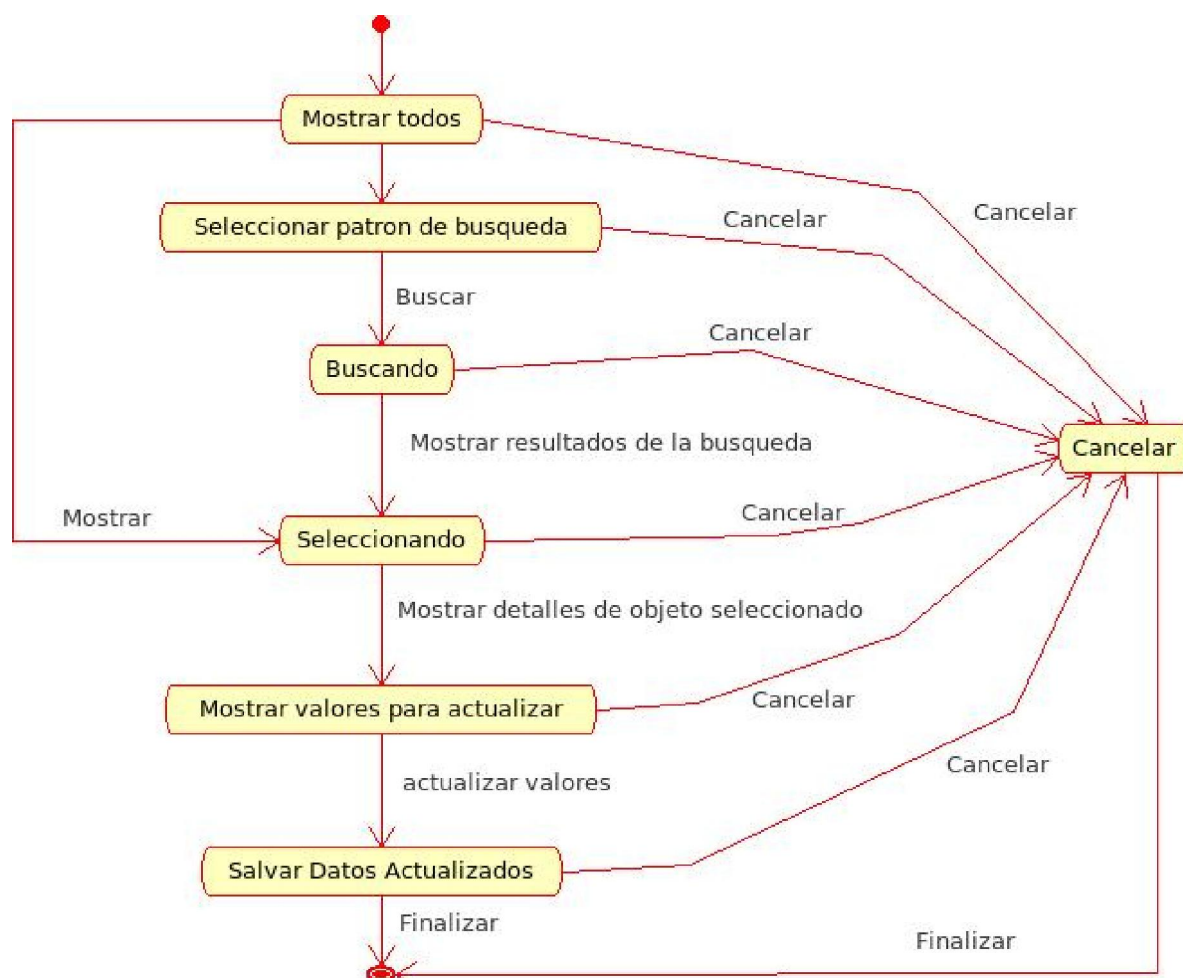 Mostrar todos
Cancelar
Cancelar
Seleccionar patron de busqueda
Buscar
Cancelar
Buscando
Mostrar resultados de la busqueda
Cancelar
Mostrar
Cancelar
Seleccionando
Mostrar detalles de objeto seleccionado
Mostrar valores para actualizar
Cancelar
actualizar valores
Cancelar
Salvar Datos Actualizados
Finalizar
Finalizar